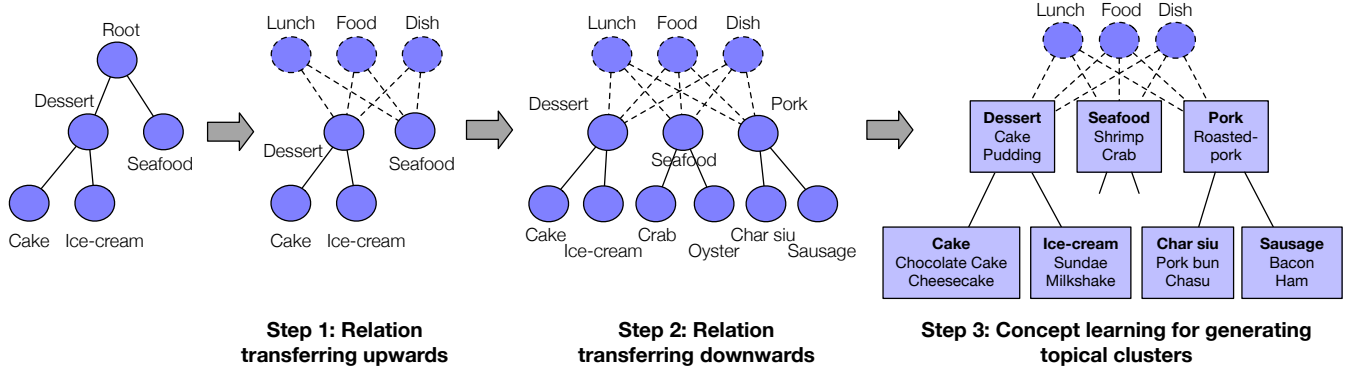 Root
Dessert
Seafood
Cake
Ice-cream
Lunch
Food
Dish
Dessert
Seafood
Cake
Ice-cream
Step 1: Relation
transferring upwards
Lunch
Food
Dish
Dessert
Pork
Seafood
Cake
Ice-cream
Crab
Oyster
Char siu
Sausage
Step 2: Relation
transferring downwards
Lunch
Food
Dish
Dessert
Cake
Pudding
Seafood
Shrimp
Crab
Pork
Roasted-
pork
Cake
Chocolate Cake
Cheesecake
Ice-cream
Sundae
Milkshake
Char siu
Pork bun
Chasu
Sausage
Bacon
Ham
Step 3: Concept learning for generating
topical clusters